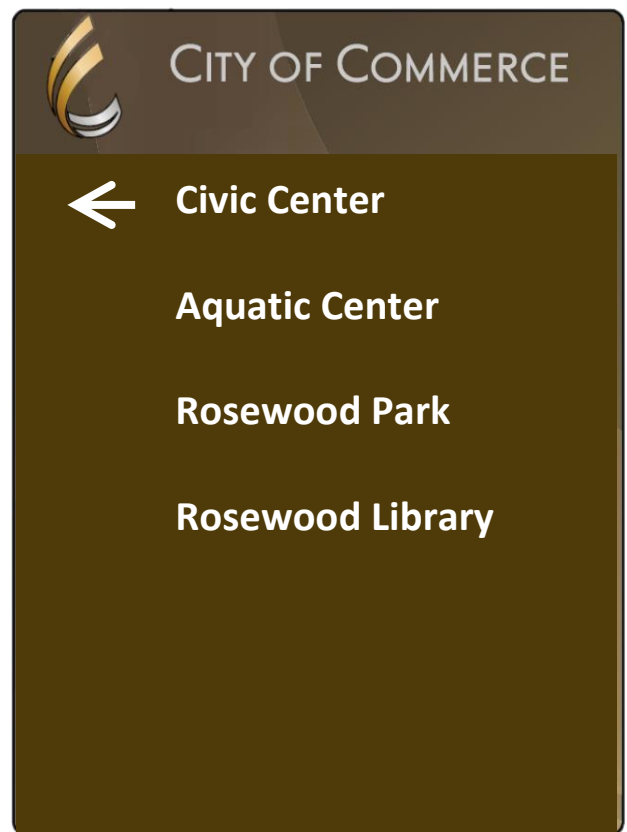 CITY OF COMMERCE
Civic Center
Aquatic Center
Rosewood Park
Rosewood Library